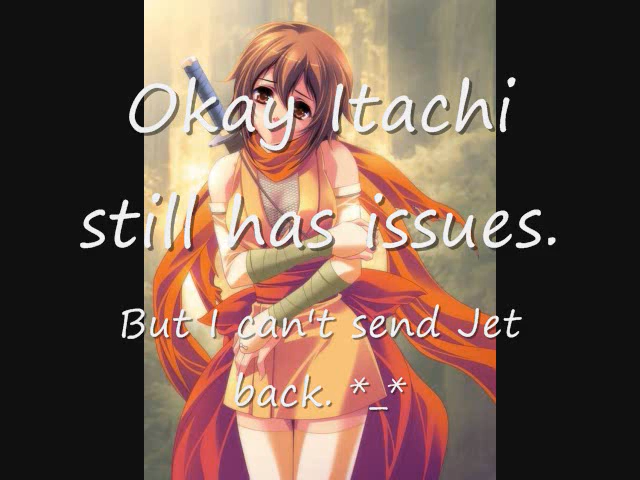 Okay Itachi
still has issues.
But I can't send Jet
back. *_*